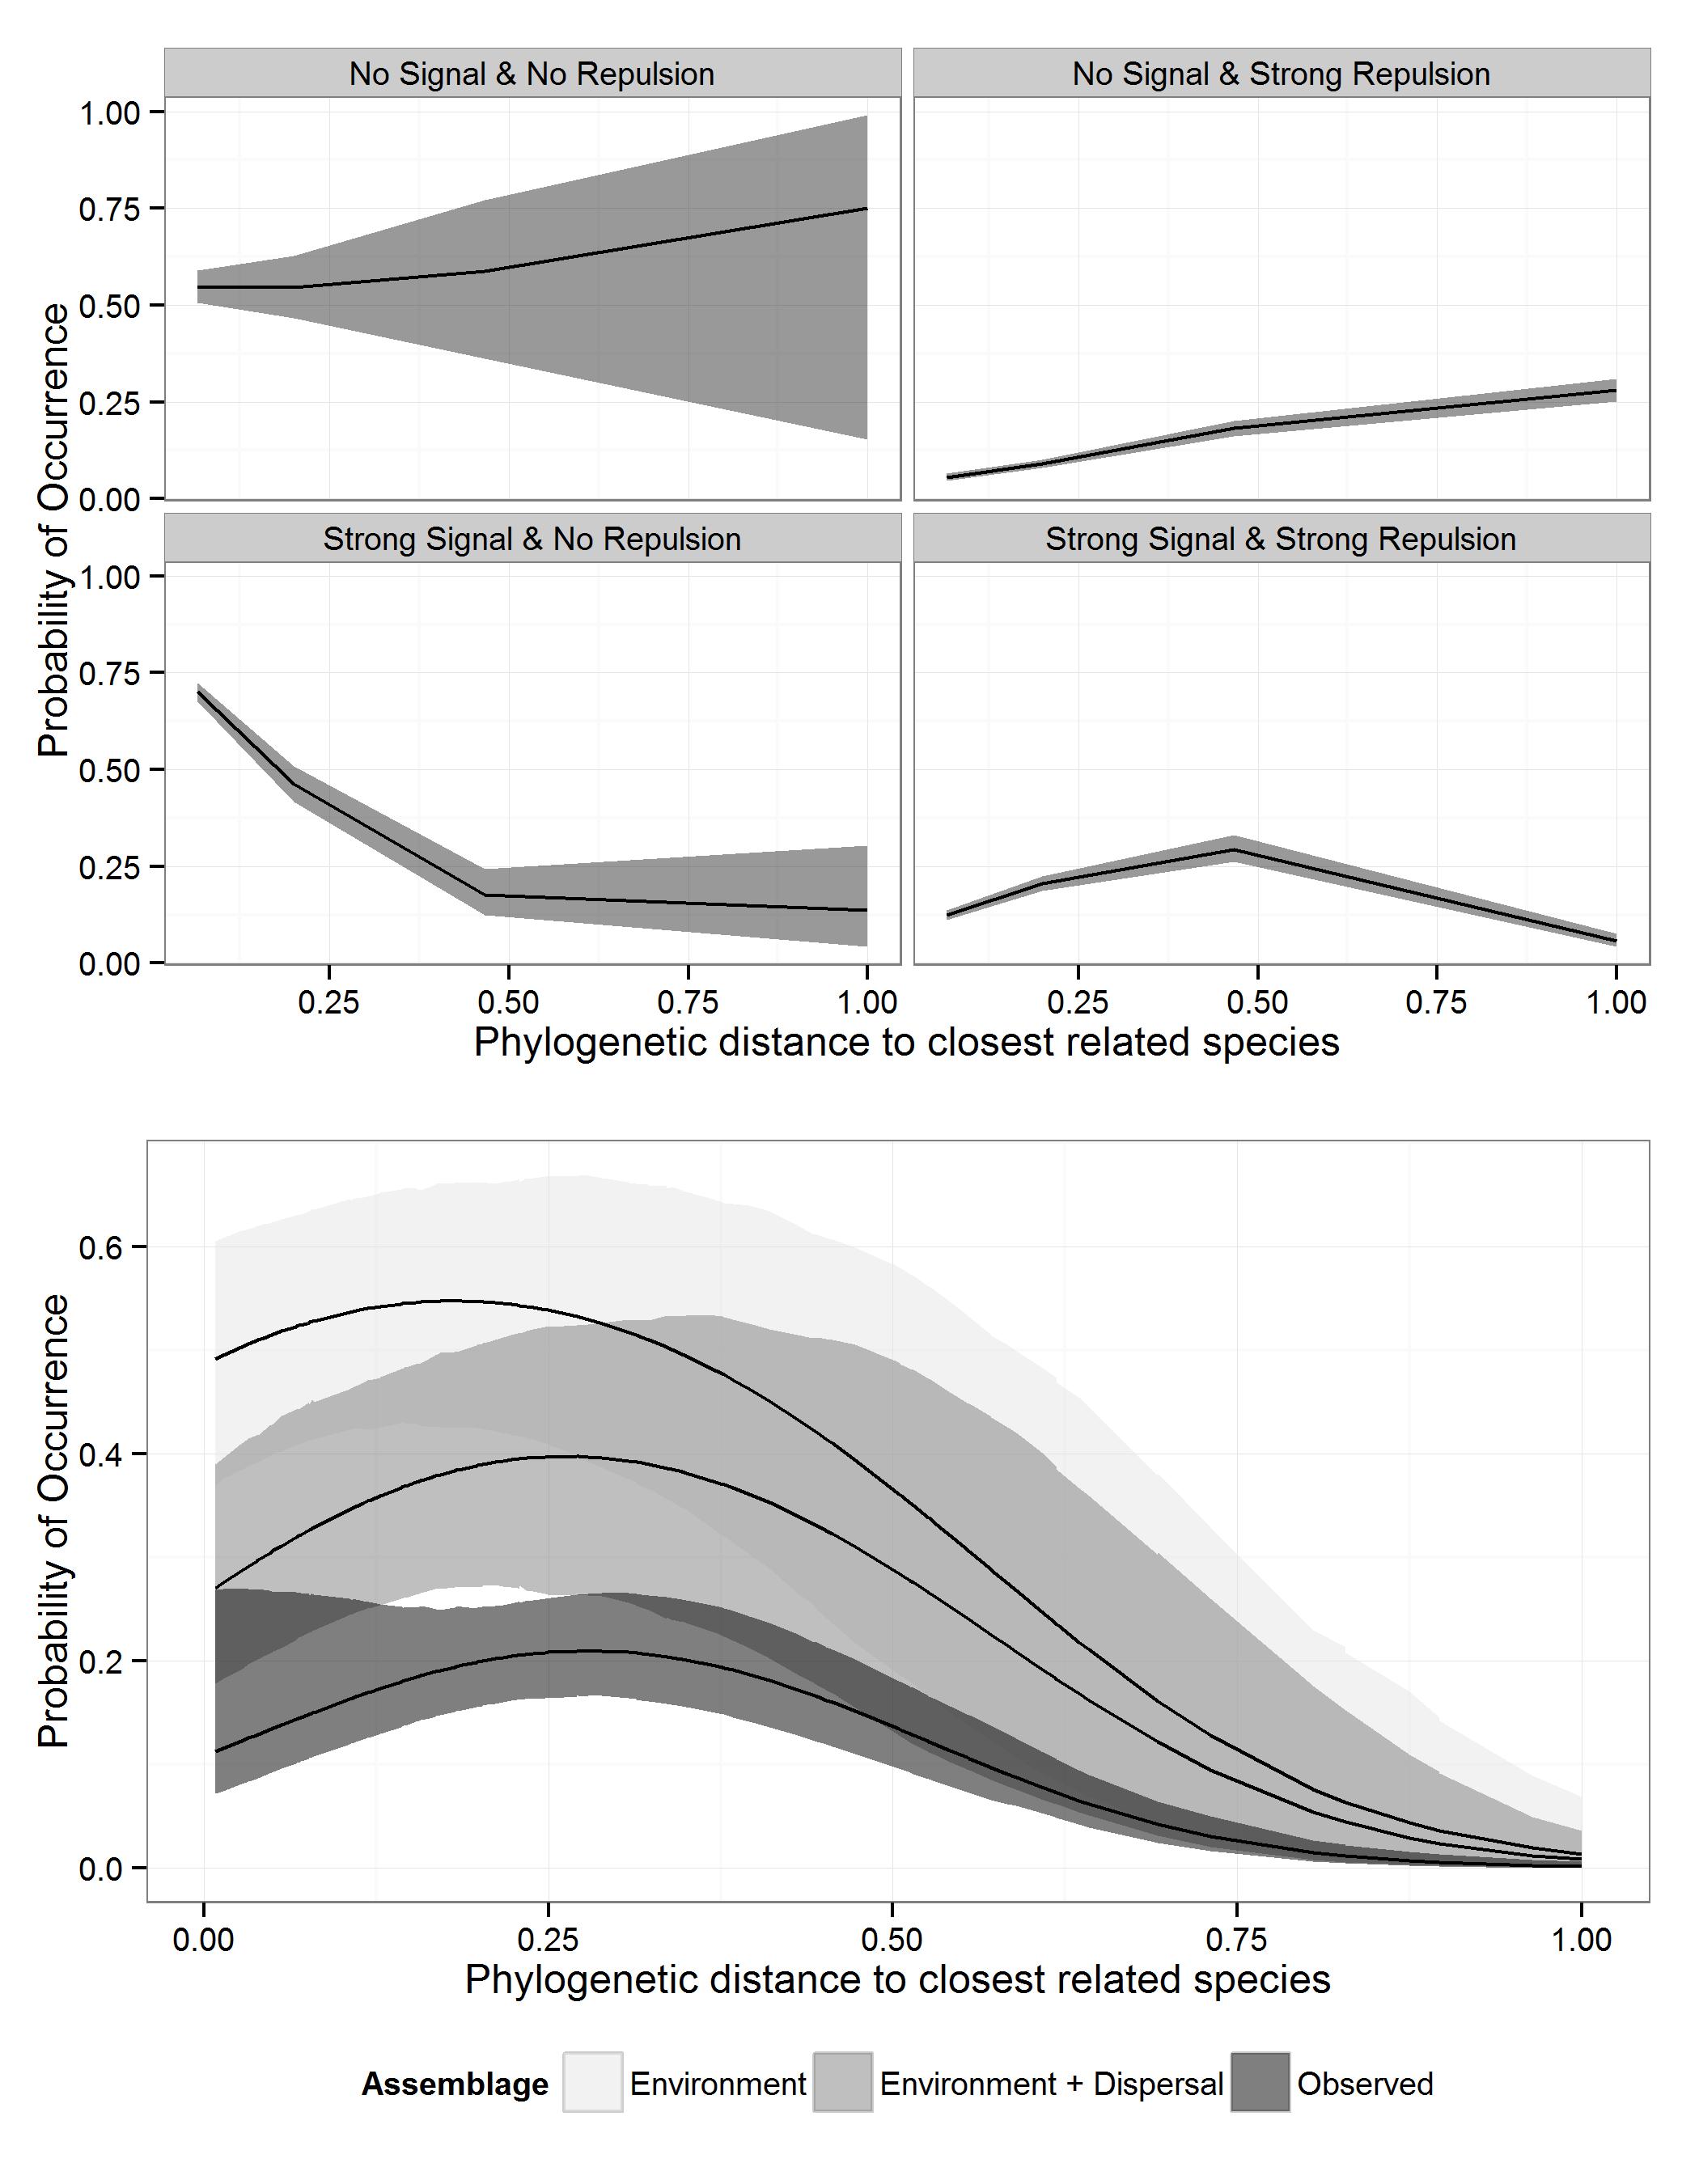 No Signal & No Repulsion
No Signal & Strong Repulsion
1.00
0.75
0.50
0.25
0.00
Strong Signal & No Repulsion
Strong Signal & Strong Repulsion
1.00
0.75
0.50
0.25
0.00
Probability of Occurrence
0.25 0.50 0.75 1.00
0.25 0.50 0.75 1.00
Phylogenetic distance to closest related species
0.6
0.4
0.2
0.0
Probability of Occurrence
0.00 0.25 0.50 0.75 1.00
Phylogenetic distance to closest related species
Assemblage Environment Environment + Dispersal Observed